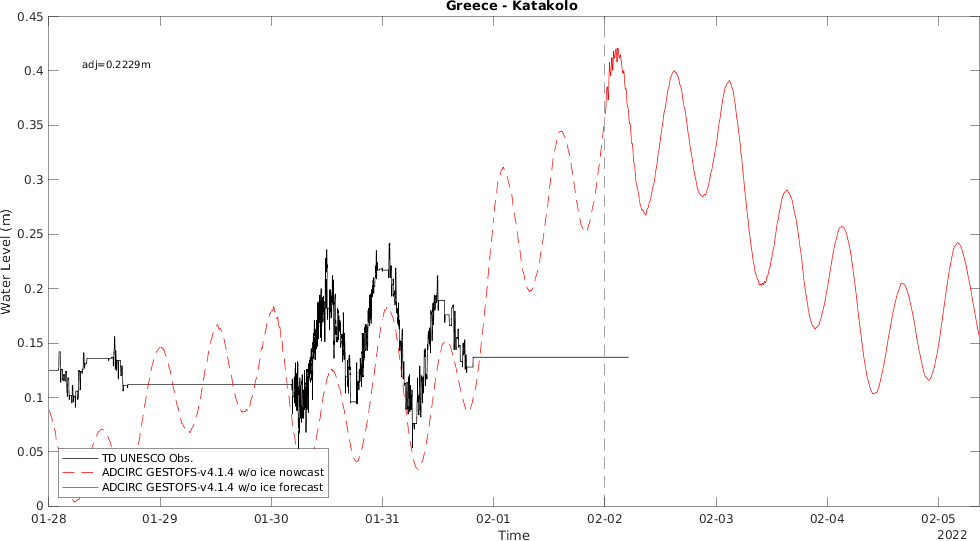 Greece - Katakolo
0.45
0.4
0.35
0.3
0.25
0.2
0.15
0.1
0.05
0
Water Level (m)
adj=0.2229m
TD UNESCO Obs.
ADCIRC GESTOFS-v4.1.4 w/o ice nowcast
ADCIRC GESTOFS-v4.1.4 w/o ice forecast
01-28 01-29 01-30 01-31 02-01 02-02 02-03 02-04 02-05
Time
2022